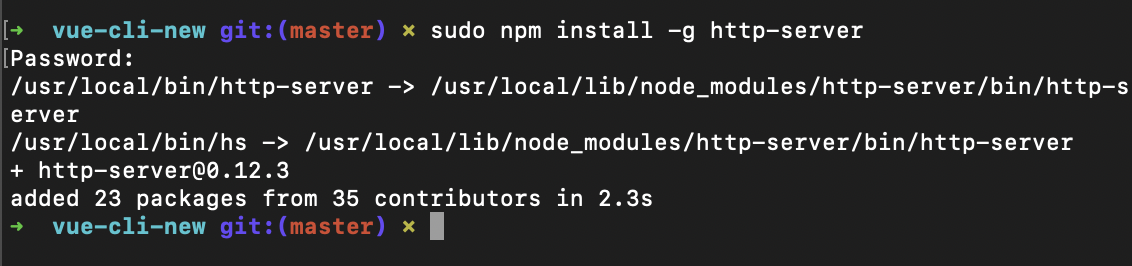 [➜  vue-cli-new git:(master) ✗ sudo npm install -g http-server
[Password:
/usr/local/bin/http-server -> /usr/local/lib/node_modules/http-server/bin/http-s
erver
/usr/local/bin/hs -> /usr/local/lib/node_modules/http-server/bin/http-server
+ http-server@0.12.3
added 23 packages from 35 contributors in 2.3s
➜  vue-cli-new git:(master) ✗